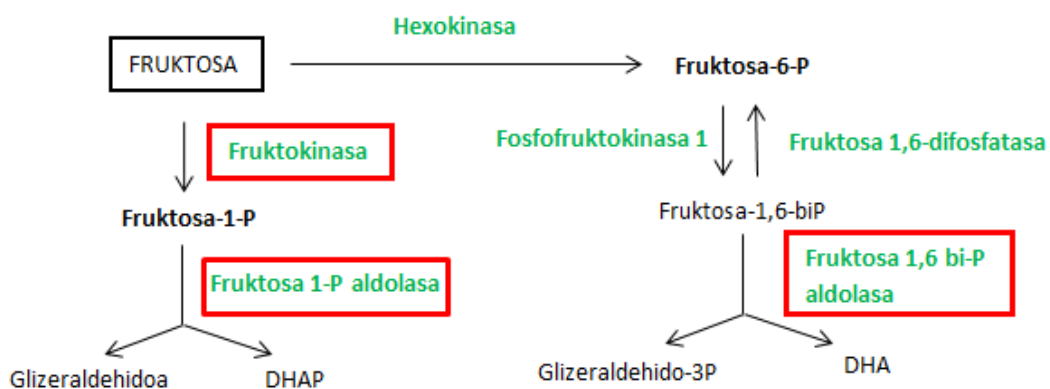 Hexokinasa
FRUKTOSA
Fruktosa-6-P
Fruktokinasa
Fosfofruktokinasa 1
Fruktosa 1,6-difosfatasa
Fruktosa-1-P
Fruktosa-1,6-biP
Fruktosa 1-P aldolasa
Fruktosa 1,6 bi-P
aldolasa
Glizeraldehidoa
DHAP
Glizeraldehido-3P
DHA